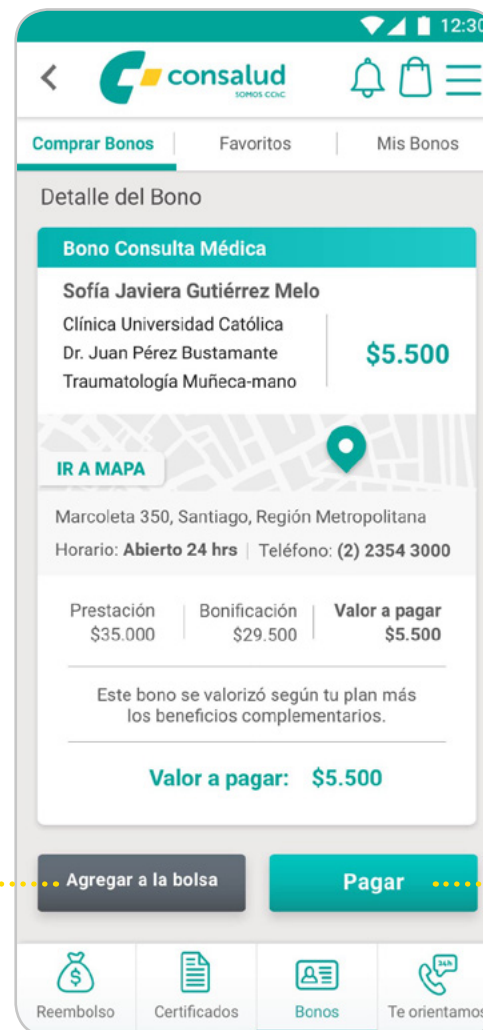 12:30
consalud
SOMOS CChC
Comprar Bonos
Favoritos
Mis Bonos
Detalle del Bono
Bono Consulta Médica
Sofía Javiera Gutiérrez Melo
Clínica Universidad Católica
Dr. Juan Pérez Bustamante
Traumatología Muñeca-mano
$5.500
IR A MAPA
Marcoleta 350, Santiago, Región Metropolitana
Horario: Abierto 24 hrs | Teléfono: (2) 2354 3000
Prestación
$35.000
Bonificación
$29.500
Valor a pagar
$5.500
Este bono se valorizó según tu plan más
los beneficios complementarios.
Valor a pagar: $5.500
Agregar a la bolsa
Pagar
$
24h
Reembolso
Certificados
Bonos
Te orientamos